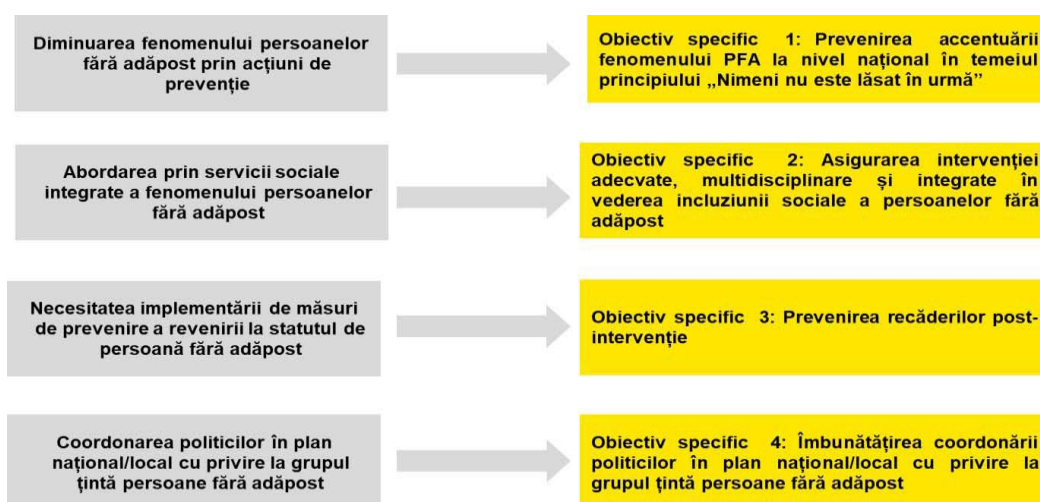 Diminuarea fenomenului persoanelor
fără adăpost prin acțiuni de
prevenție
Obiectiv specific 1: Prevenirea accentuării
fenomenului PFA la nivel național în temeiul
principiului „Nimeni nu este lăsat în urmă”
Abordarea prin servicii sociale
integrate a fenomenului persoanelor
fără adăpost
Obiectiv specific 2: Asigurarea intervenției
adecvate, multidisciplinare și integrate în
vederea incluziunii sociale a persoanelor fără
adăpost
Necesitatea implementării de măsuri
de prevenire a revenirii la statutul de
persoană fără adăpost
Obiectiv specific 3: Prevenirea recăderilor post-
intervenție
Coordonarea politicilor în plan
național/local cu privire la grupul
țintă persoane fără adăpost
Obiectiv specific 4: Îmbunătățirea coordonării
politicilor în plan național/local cu privire la
grupul țintă persoane fără adăpost